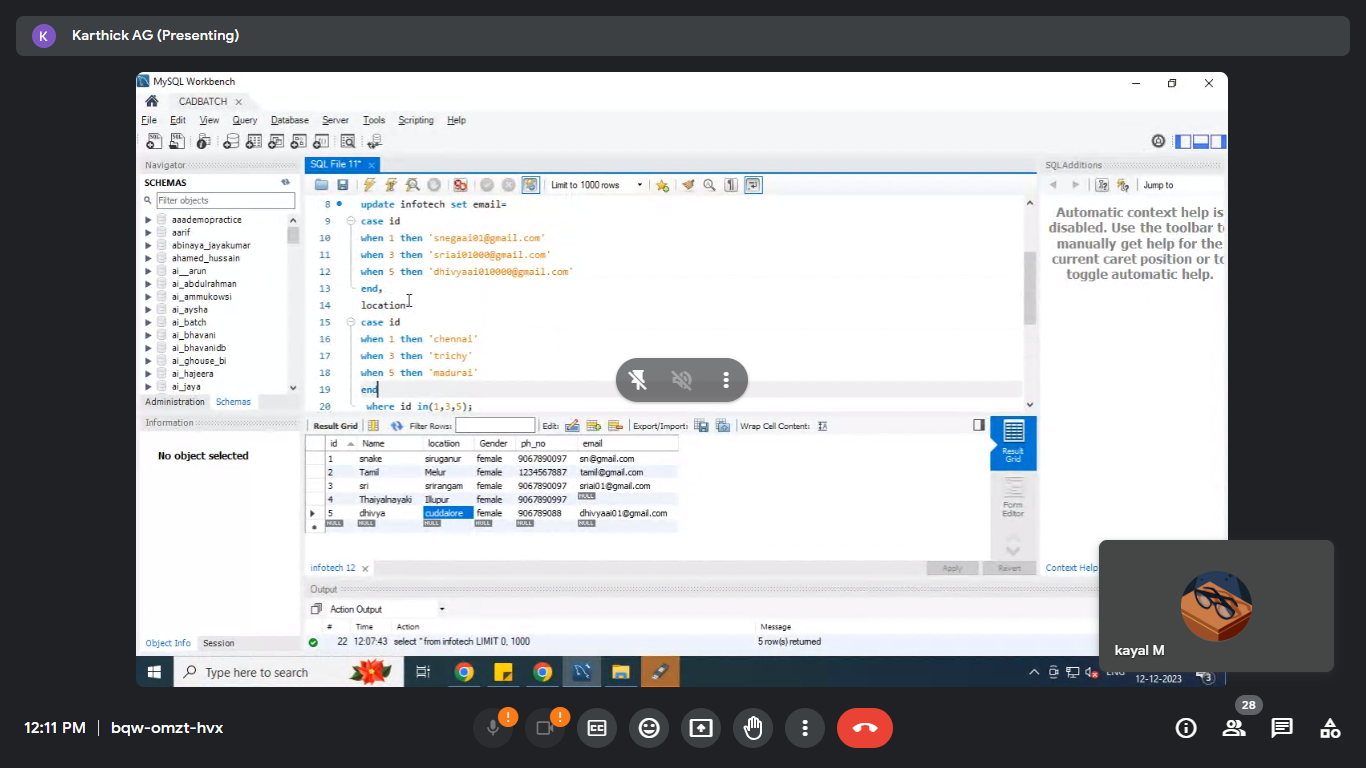 K Karthick AG (Presenting)
MySQL Workbench
CADBATCH
File Edit View Query Database Server Tools Scripting Help
Navigator
SCHEMAS
Filter objects
aaademopractice
aarif
abinaya_jayakumar
ahamed_hussain
ai__arun
ai_abdulrahman
ai_ammukowsi
ai_aysha
ai_batch
ai_bhavani
ai_bhavanidb
ai_ghouse_bi
ai_hajeera
ai_jaya
Administration Schemas
Information
No object selected
Object Info Session
SQL File 11*
Limit to 1000 rows
8 update infotech set email=
9 case id
10 when 1 then 'snegaai01@gmail.com'
11 when 3 then 'sriai01000@gmail.com'
12 when 5 then 'dhivyaai010000@gmail.com'
13 end,
14 location
15 case id
16 when 1 then 'chennai'
17 when 3 then 'trichy'
18 when 5 then 'madurai'
19 end
20 where id in(1,3,5);
Result Grid Filter Rows: Edit: Export/Import: Wrap Cell Content:
id Name locatiion Gender ph_no email
1 snake siruganur female 9067890097 sn@gmail.com
2 Tamil Melur female 1234567887 tamil@gmail.com
3 sri srirangam female 9067890097 sriai01@gmail.com
4 Thaiyalnayaki Illupur female 9067890997 NULL
5 dhivya cuddalore female 906789088 dhivyaai01@gmail.com
NULL NULL NULL NULL NULL NULL
Result Grid
Form Editor
infotech 12
Apply Revert
Output
Action Output
# Time Action Message
22 12:07:43 select * from infotech LIMIT 0, 1000 5 row(s) returned
SQLAdditions
Jump to
Automatic context help is
disabled. Use the toolbar t
manually get help for the
current caret position or to
toggle automatic help.
Context Help
kayal M
Type here to search
ENG
12-12-2023
3
12:11 PM | bqw-omzt-hvx
28